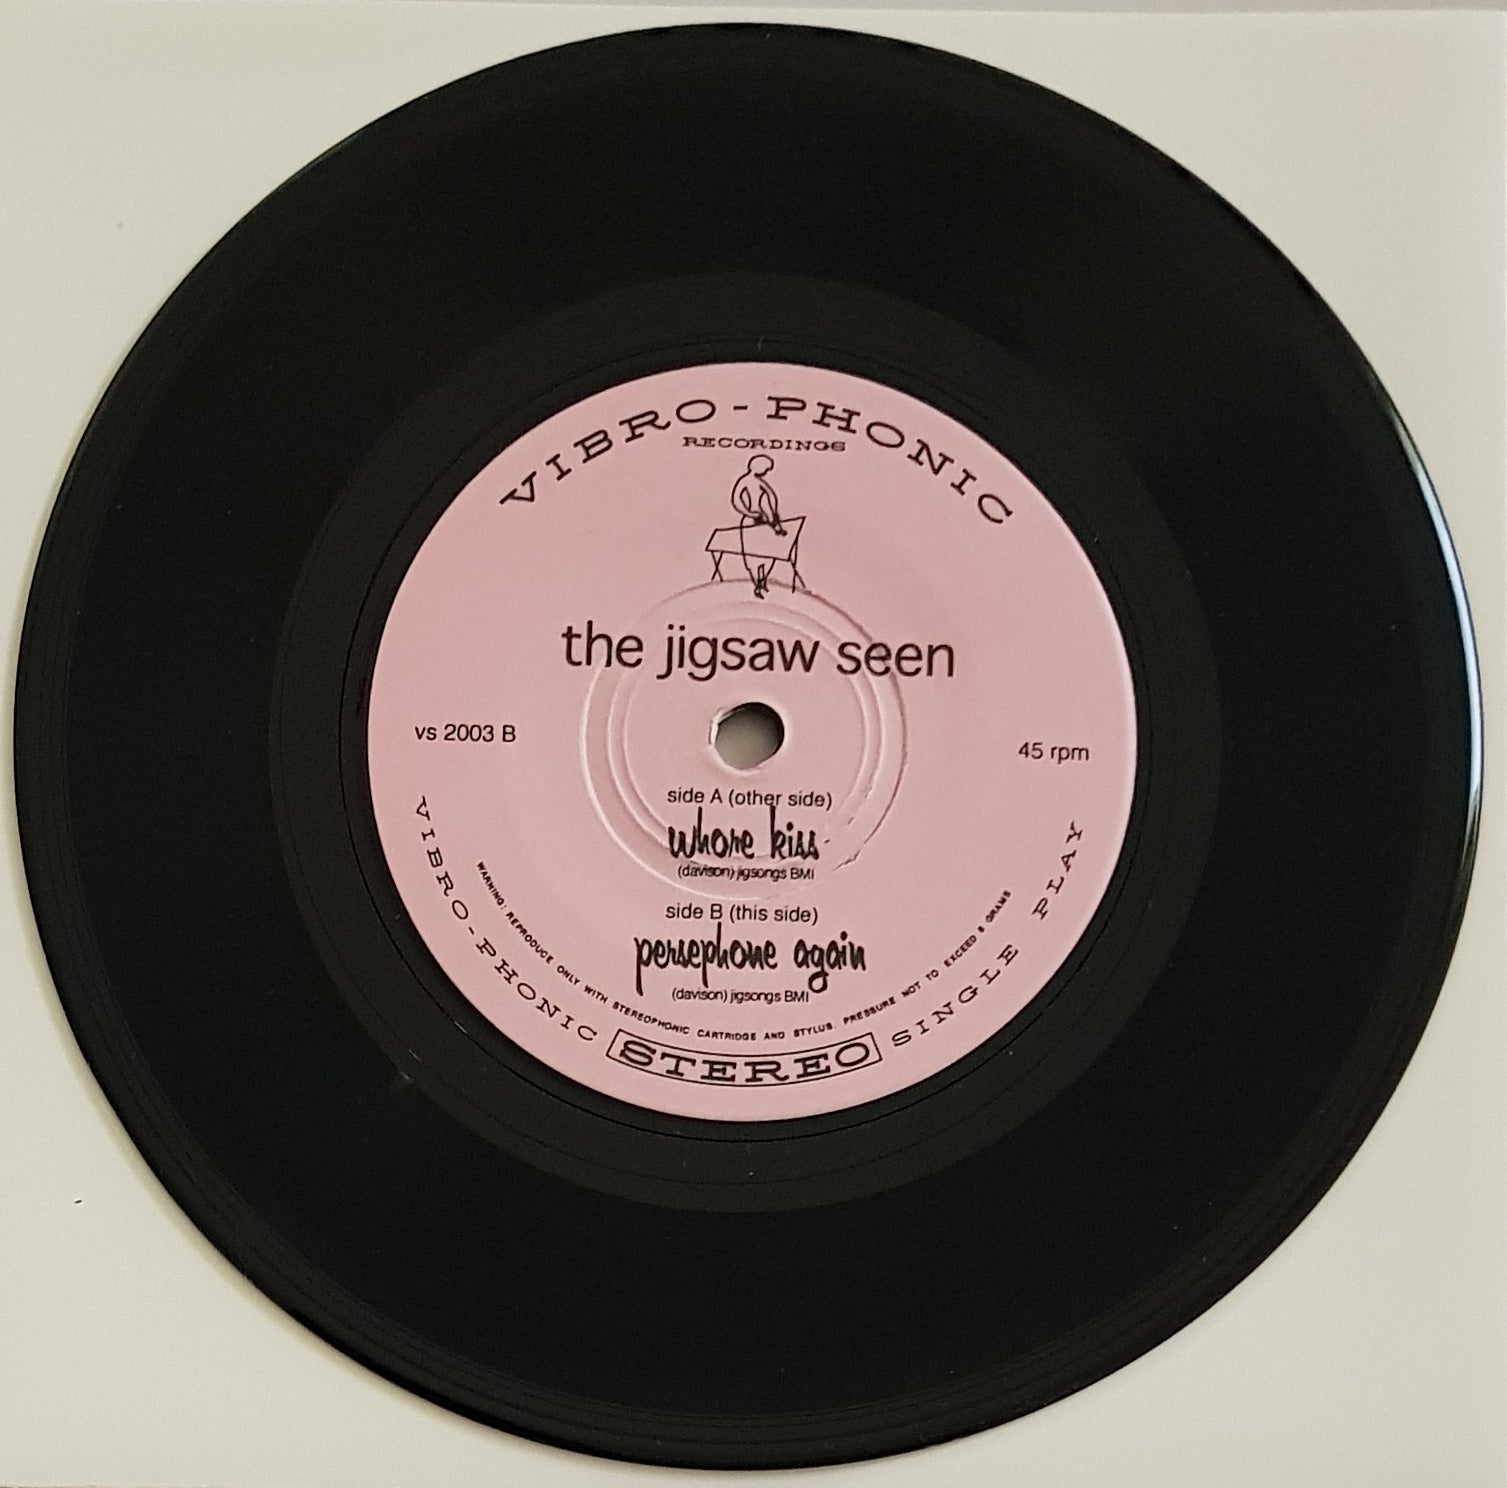 VIBRO-PHONIC
RECORDINGS
the jigsaw seen
vs 2003 B
45 rpm
side A (other side)
whore kiss
(davison) jigsongs BMI
side B (this side)
persephone again
(davison) jigsongs BMI
WARNING: REPRODUCE ONLY WITH STEREOPHONIC CARTRIDGE AND STYLUS. PRESSURE NOT TO EXCEED 8 GRAMS
VIBRO-PHONIC STEREO SINGLE PLAY